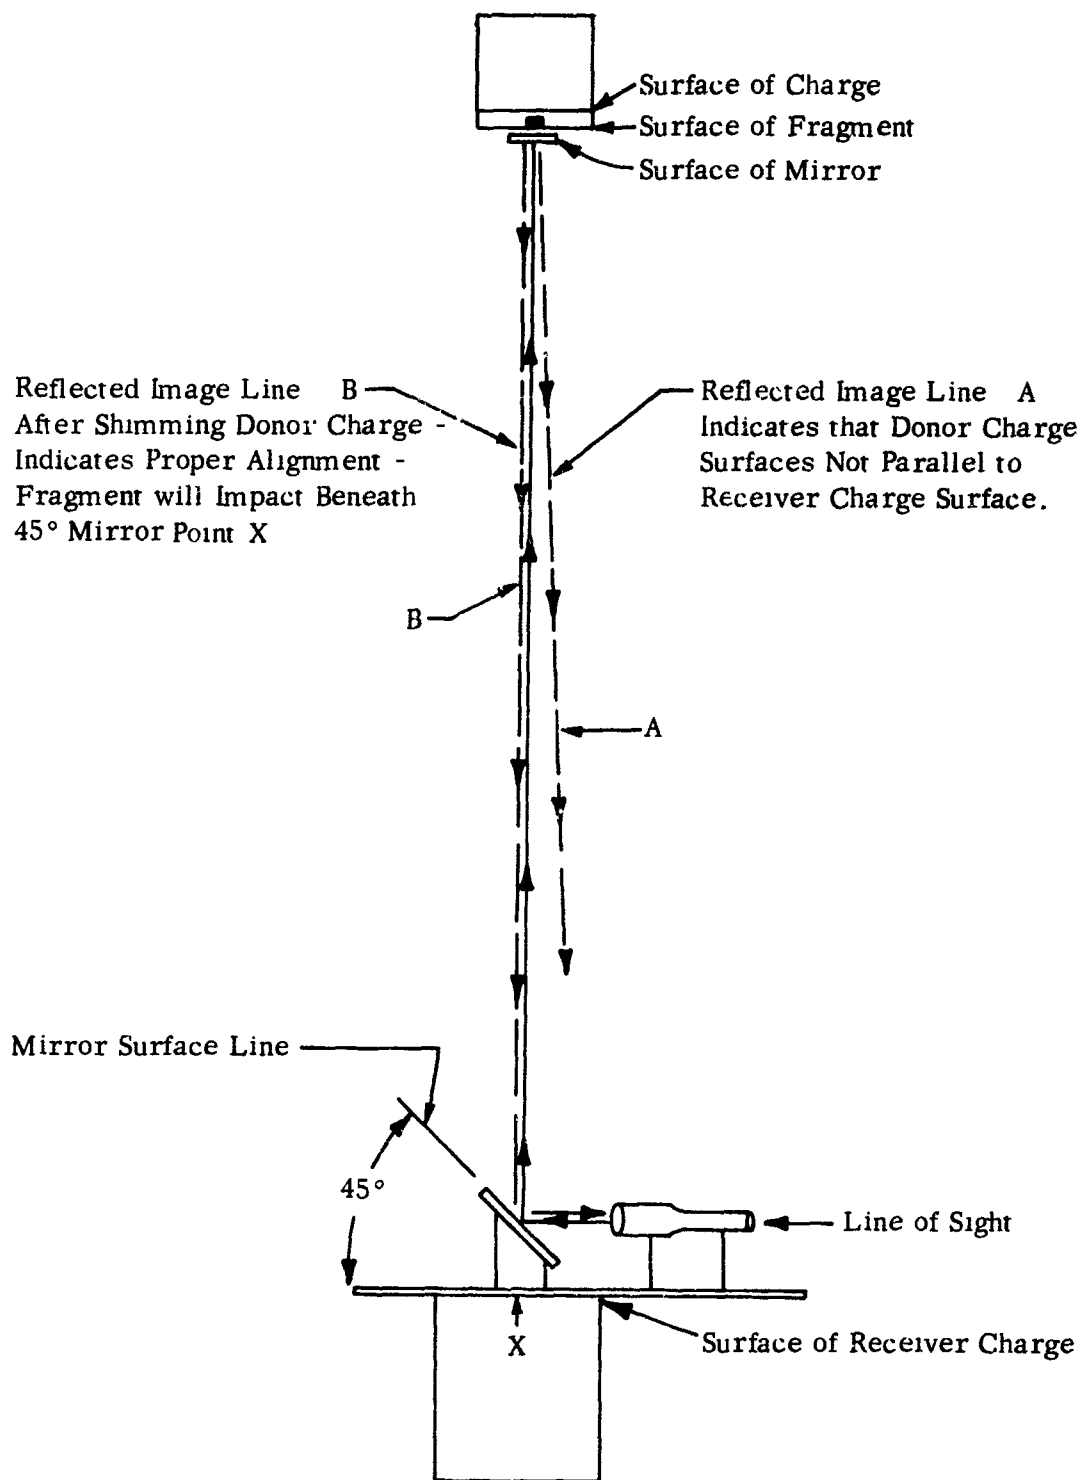 Surface of Charge
Surface of Fragment
Surface of Mirror
Reflected Image Line B
After Shimming Donor Charge -
Indicates Proper Alignment -
Fragment will Impact Beneath
45° Mirror Point X
Reflected Image Line A
Indicates that Donor Charge
Surfaces Not Parallel to
Receiver Charge Surface.
B
A
Mirror Surface Line
45°
Line of Sight
X
Surface of Receiver Charge